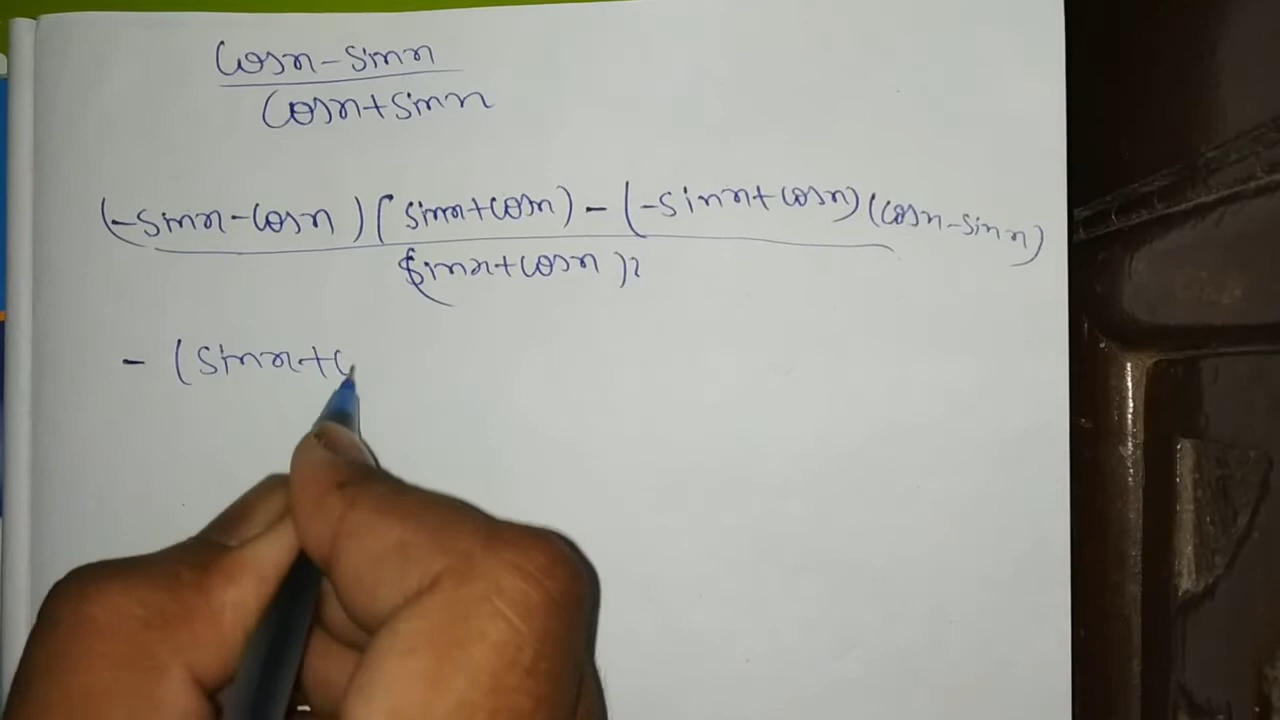 cosx-sinx
cosx+sinx
(-sinx-cosx)(sinx+cosx)-(-sinx+cosx)(cosx-sinx)
(sinx+cosx)2
- (sinx+c